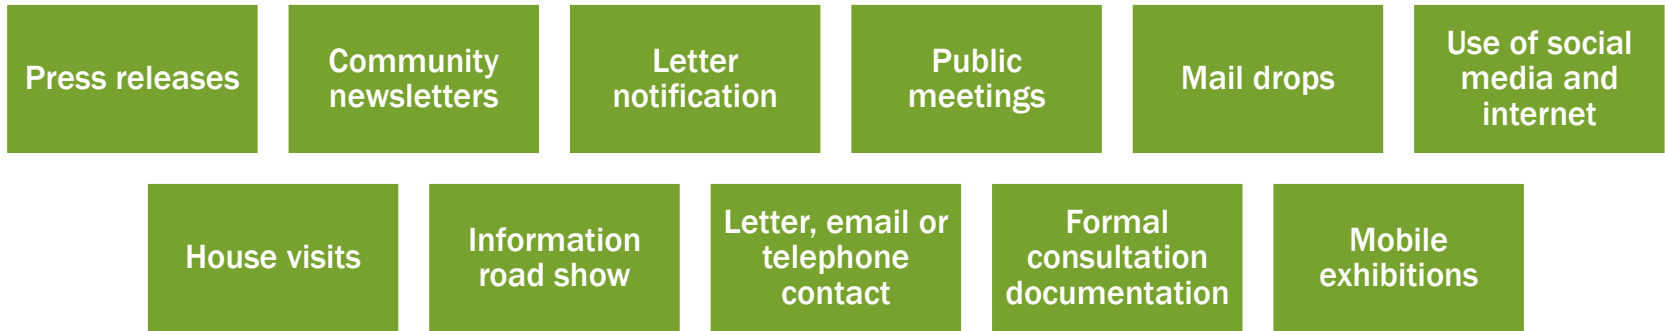 Press releases
Community
newsletters
Letter
notification
Public
meetings
Mail drops
Use of social
media and
internet
House visits
Information
road show
Letter, email or
telephone
contact
Formal
consultation
documentation
Mobile
exhibitions